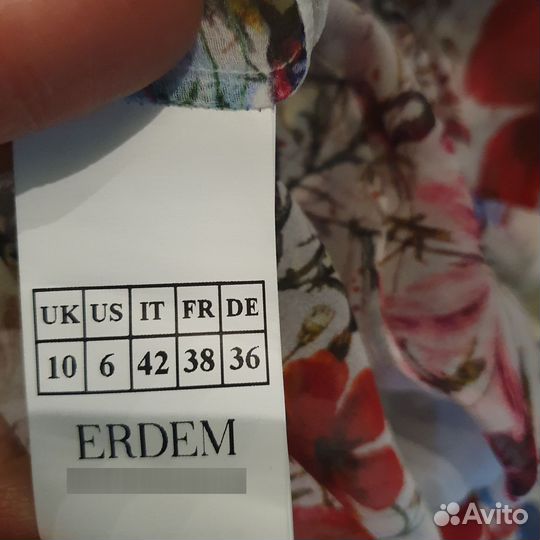 UK US IT FR DE
10 6 42 38 36
ERDEM
Avito